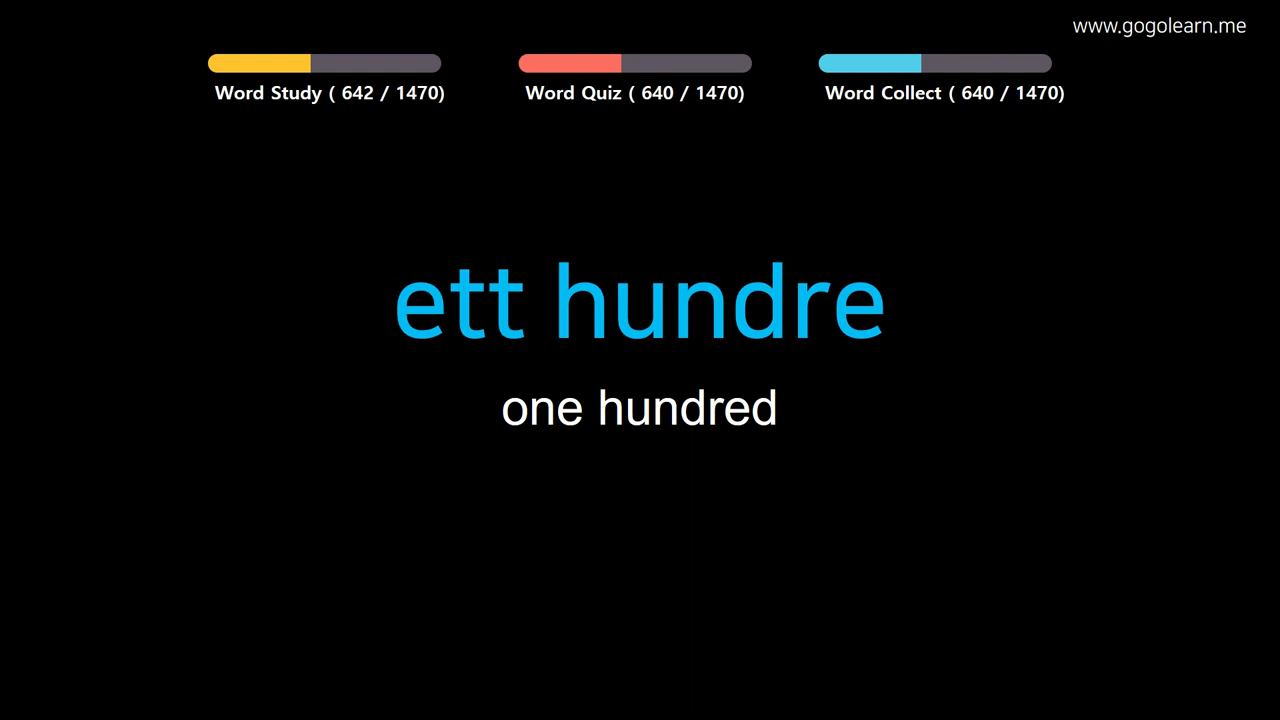 www.gogolearn.me
Word Study ( 642 / 1470)
Word Quiz ( 640 / 1470)
Word Collect ( 640 / 1470)
ett hundre
one hundred